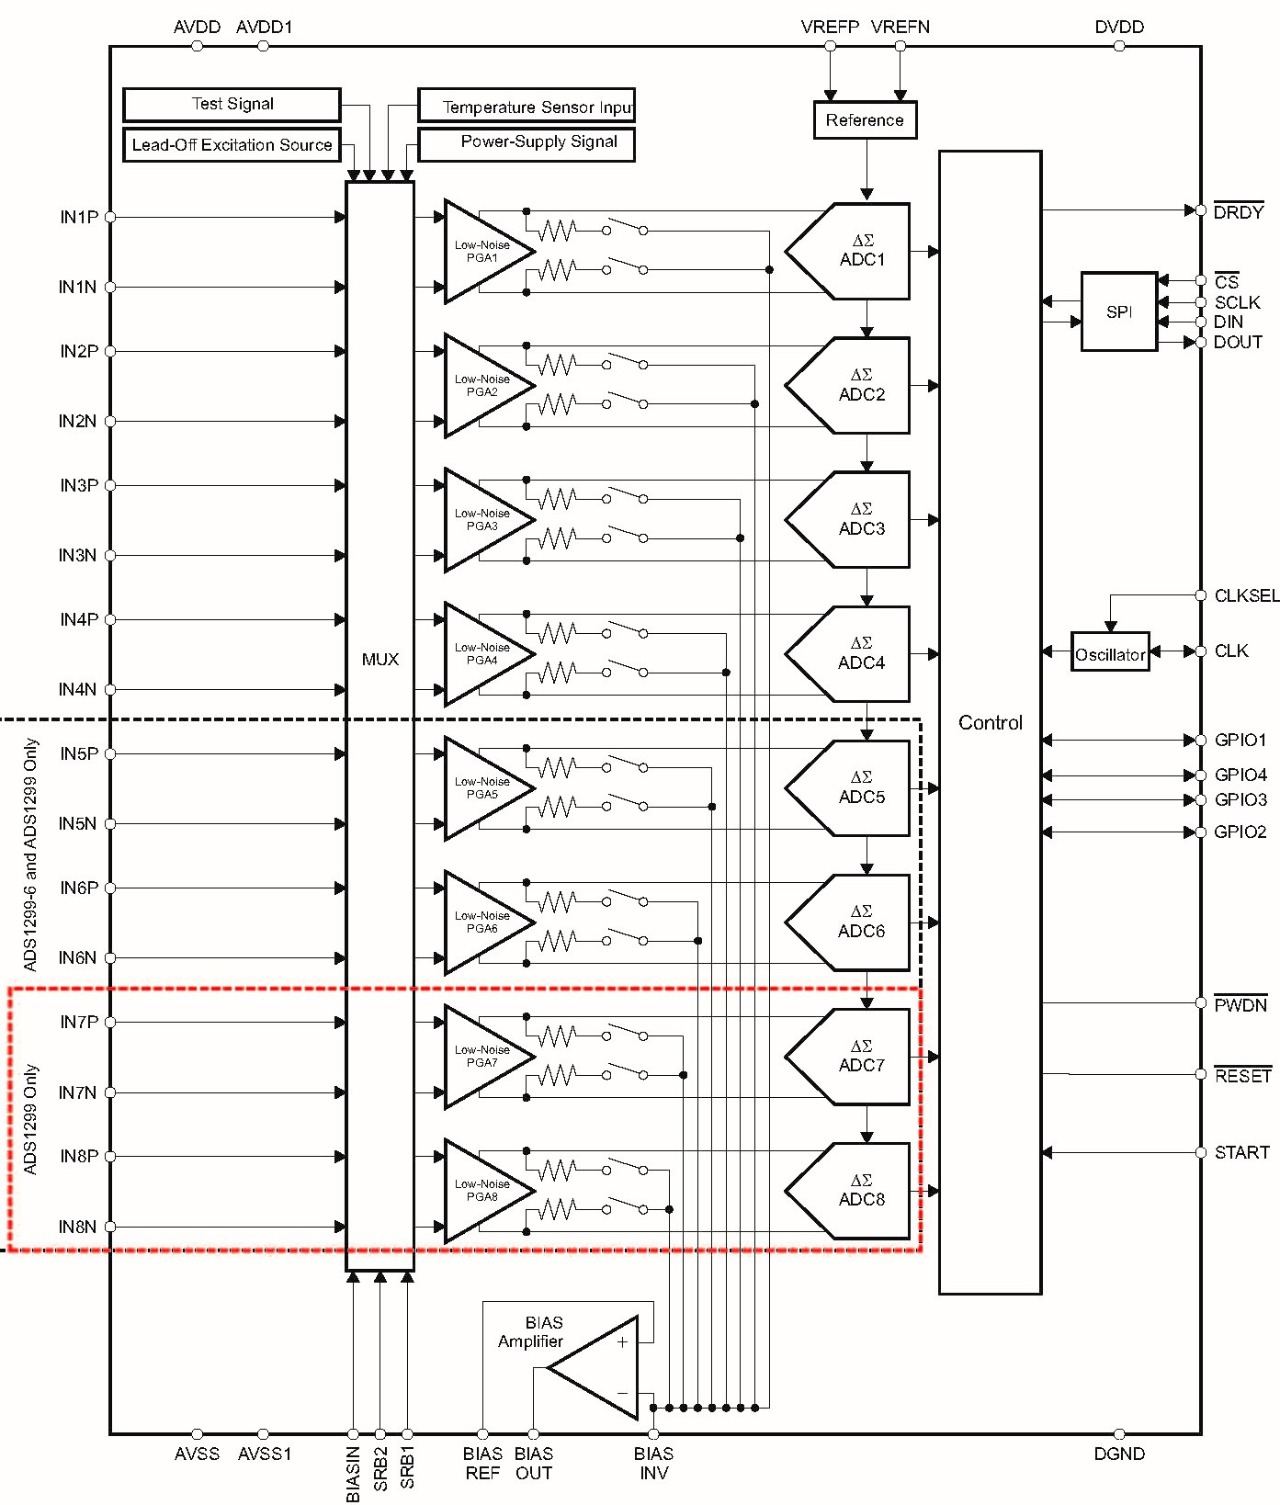 AVDD AVDD1 VREFP VREFN DVDD
Test Signal
Temperature Sensor Input
Lead-Off Excitation Source
Power-Supply Signal
Reference
IN1P
IN1N
Low-Noise
PGA1
ΔΣ
ADC1
DRDY
CS
SCLK
DIN
DOUT
SPI
IN2P
IN2N
Low-Noise
PGA2
ΔΣ
ADC2
IN3P
IN3N
Low-Noise
PGA3
ΔΣ
ADC3
IN4P
IN4N
MUX
Low-Noise
PGA4
ΔΣ
ADC4
CLKSEL
Oscillator
CLK
Control
ADS1299-6 and ADS1299 Only
IN5P
IN5N
Low-Noise
PGA5
ΔΣ
ADC5
GPIO1
GPIO4
GPIO3
GPIO2
IN6P
IN6N
Low-Noise
PGA6
ΔΣ
ADC6
ADS1299 Only
IN7P
IN7N
Low-Noise
PGA7
ΔΣ
ADC7
PWDN
RESET
IN8P
IN8N
Low-Noise
PGA8
ΔΣ
ADC8
START
BIAS
Amplifier
+
−
AVSS AVSS1
BIASIN
SRB2
SRB1
BIAS
REF
BIAS
OUT
BIAS
INV
DGND